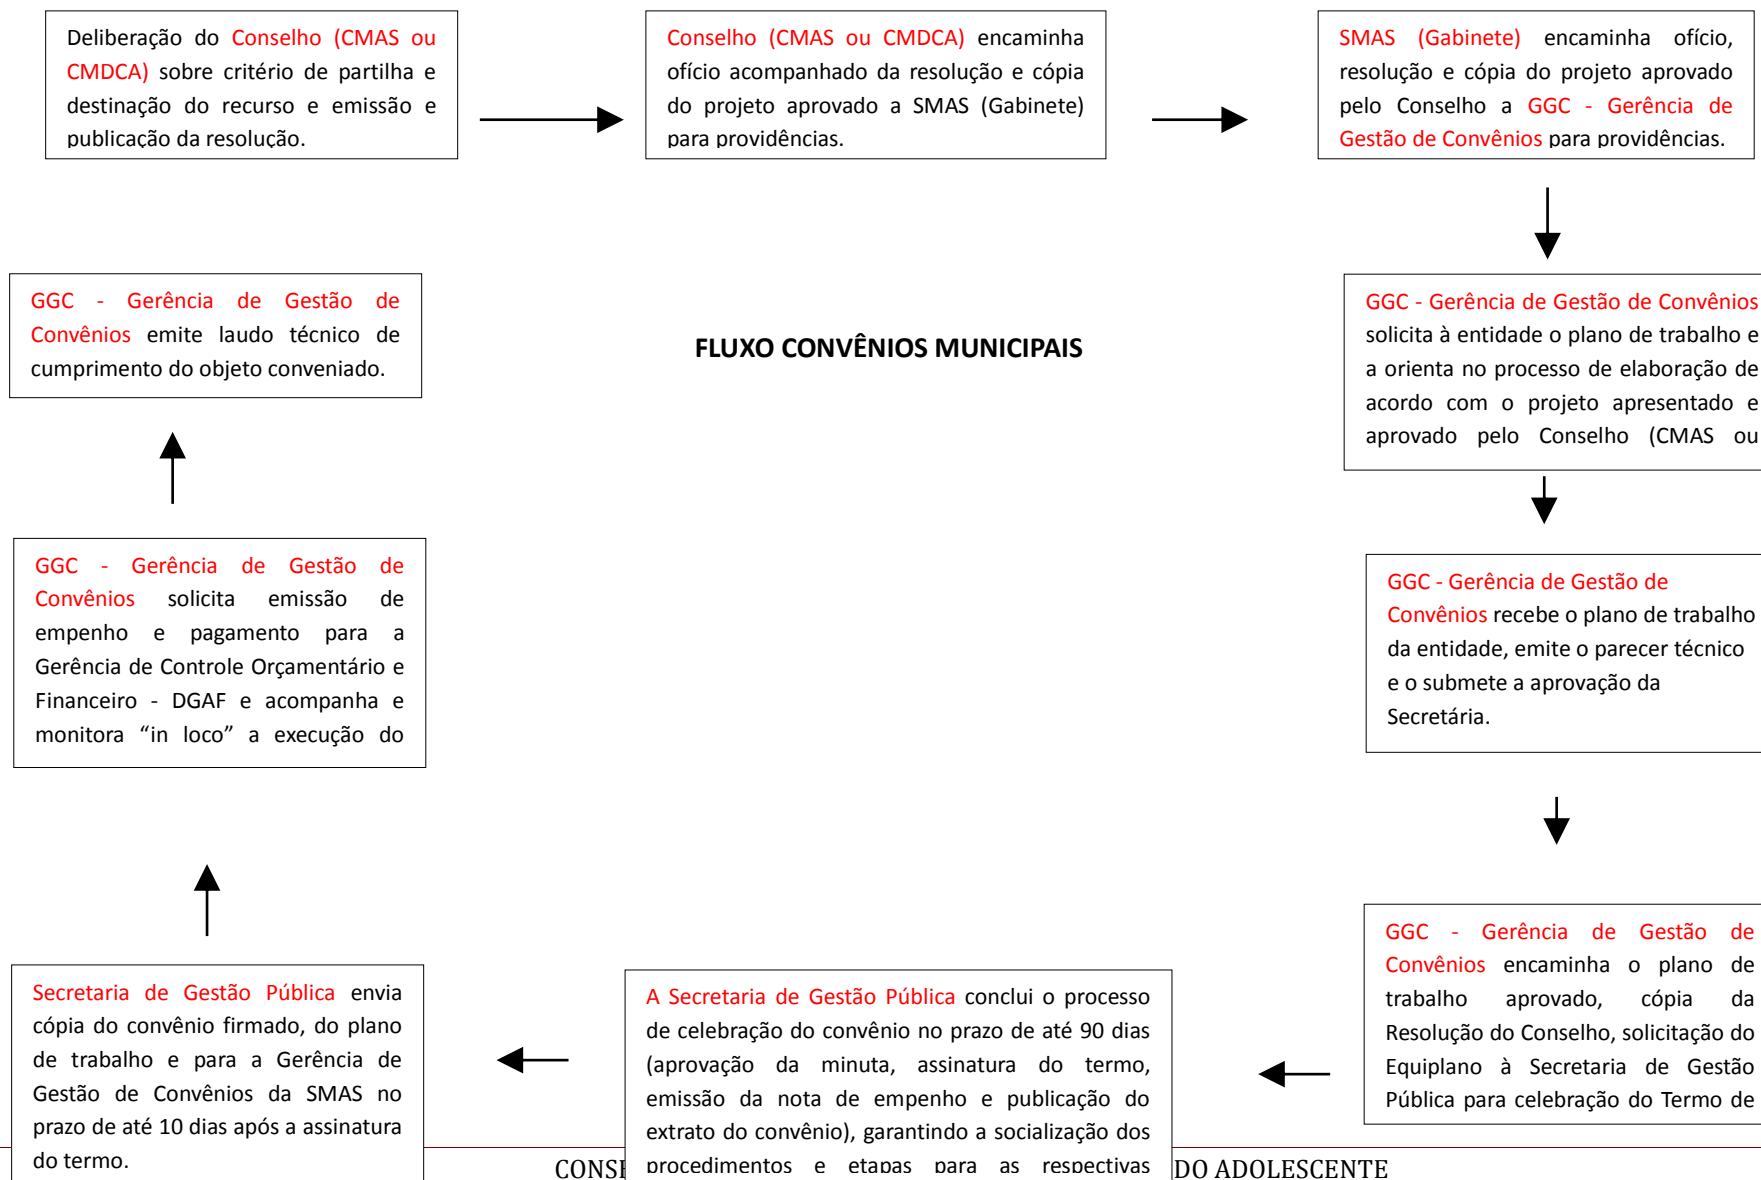 Deliberação do Conselho (CMAS ou
CMDCA) sobre critério de partilha e
destinação do recurso e emissão e
publicação da resolução.
Conselho (CMAS ou CMDCA) encaminha
ofício acompanhado da resolução e cópia
do projeto aprovado a SMAS (Gabinete)
para providências.
SMAS (Gabinete) encaminha ofício,
resolução e cópia do projeto aprovado
pelo Conselho a GGC - Gerência de
Gestão de Convênios para providências.
FLUXO CONVÊNIOS MUNICIPAIS
GGC - Gerência de Gestão de Convênios
solicita à entidade o plano de trabalho e
a orienta no processo de elaboração de
acordo com o projeto apresentado e
aprovado pelo Conselho (CMAS ou
GGC - Gerência de Gestão de
Convênios recebe o plano de trabalho
da entidade, emite o parecer técnico
e o submete a aprovação da
Secretária.
GGC - Gerência de Gestão de
Convênios encaminha o plano de
trabalho aprovado, cópia da
Resolução do Conselho, solicitação do
Equiplano à Secretaria de Gestão
Pública para celebração do Termo de
A Secretaria de Gestão Pública conclui o processo
de celebração do convênio no prazo de até 90 dias
(aprovação da minuta, assinatura do termo,
emissão da nota de empenho e publicação do
extrato do convênio), garantindo a socialização dos
procedimentos e etapas para as respectivas
Secretaria de Gestão Pública envia
cópia do convênio firmado, do plano
de trabalho e para a Gerência de
Gestão de Convênios da SMAS no
prazo de até 10 dias após a assinatura
do termo.
GGC - Gerência de Gestão de
Convênios solicita emissão de
empenho e pagamento para a
Gerência de Controle Orçamentário e
Financeiro - DGAF e acompanha e
monitora “in loco” a execução do
GGC - Gerência de Gestão de
Convênios emite laudo técnico de
cumprimento do objeto conveniado.
DO ADOLESCENTE